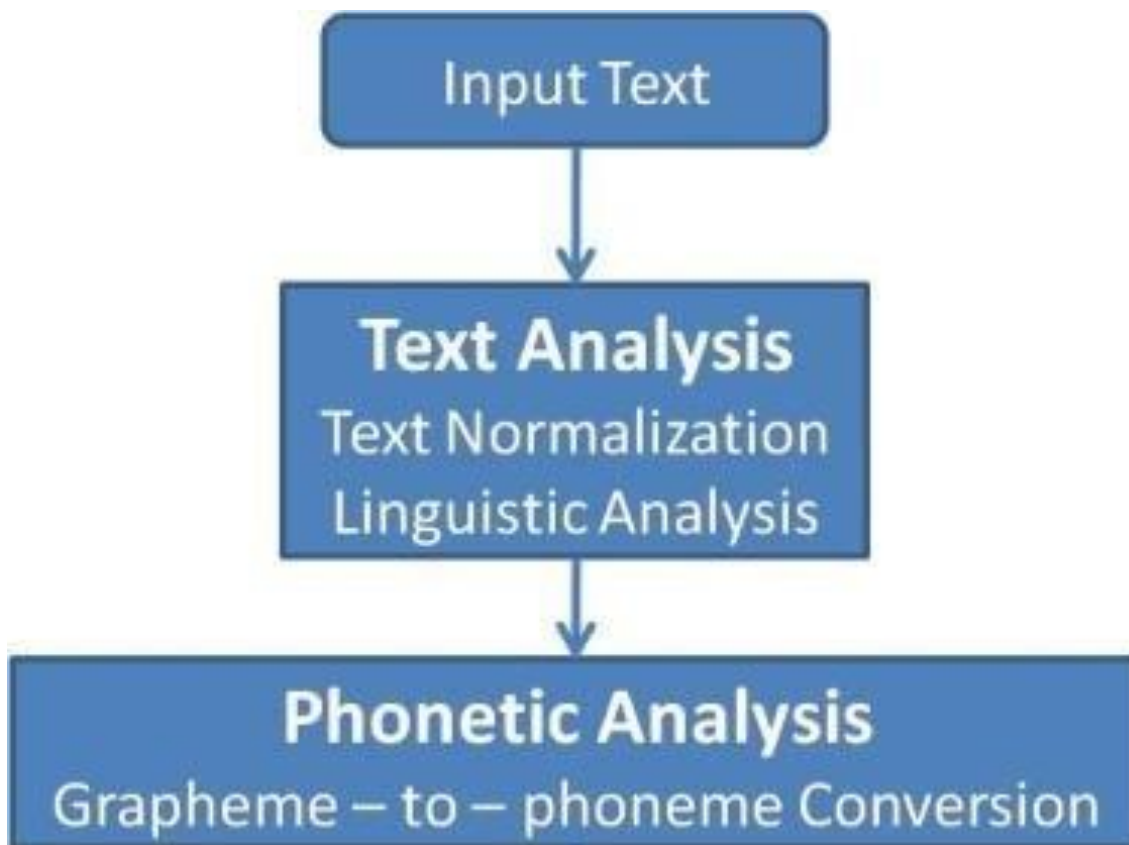 Input Text
Text Analysis
Text Normalization
Linguistic Analysis
Phonetic Analysis
Grapheme – to – phoneme Conversion